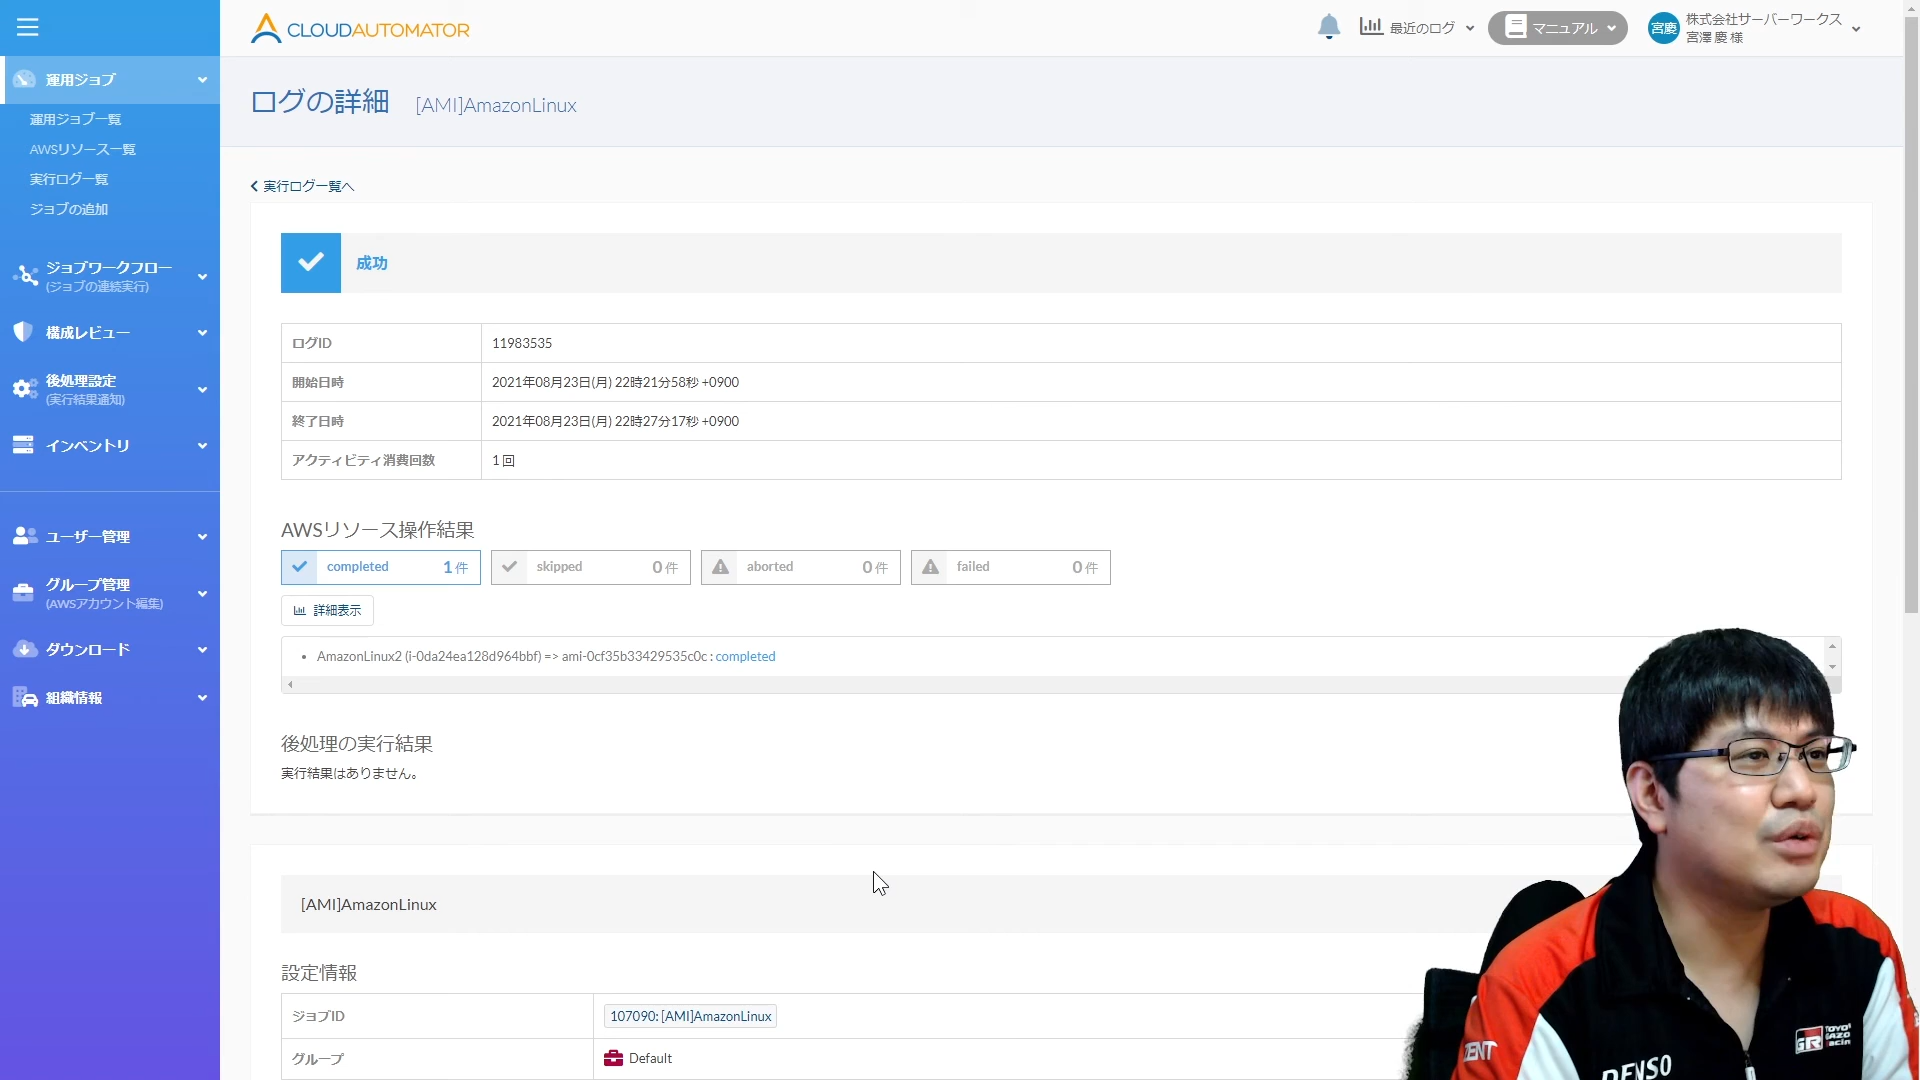 CLOUDAUTOMATOR
最近のログ
マニュアル
宮慶
株式会社サーバーワークス
宮澤 慶 様
運用ジョブ
運用ジョブ一覧
AWSリソース一覧
実行ログ一覧
ジョブの追加
ジョブワークフロー
(ジョブの連続実行)
構成レビュー
後処理設定
(実行結果通知)
インベントリ
ユーザー管理
グループ管理
(AWSアカウント編集)
ダウンロード
組織情報
ログの詳細 [AMI]AmazonLinux
実行ログ一覧へ
成功
ログID 11983535
開始日時 2021年08月23日(月) 22時21分58秒 +0900
終了日時 2021年08月23日(月) 22時27分17秒 +0900
アクティビティ消費回数 1 回
AWSリソース操作結果
completed 1 件 skipped 0 件 aborted 0 件 failed 0 件
詳細表示
• AmazonLinux2 (i-0da24ea128d964bbf) => ami-0cf35b33429535c0c : completed
後処理の実行結果
実行結果はありません。
[AMI]AmazonLinux
設定情報
ジョブID 107090: [AMI]AmazonLinux
グループ Default
GR TOYOTA GAZOO Racing
DENSO